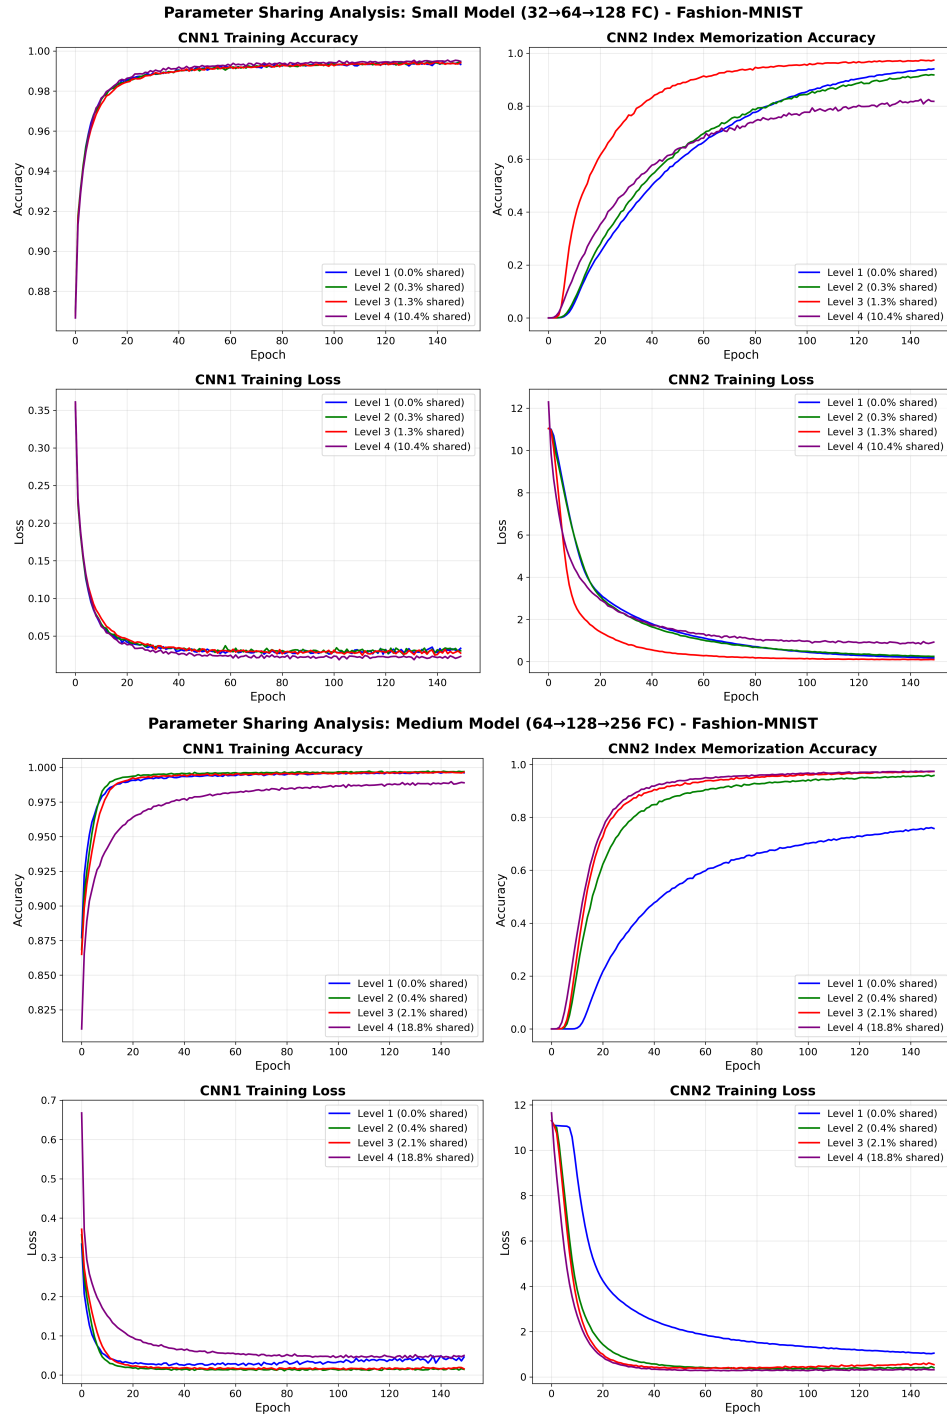 Parameter Sharing Analysis: Small Model (32→64→128 FC) - Fashion-MNIST
CNN1 Training Accuracy
Accuracy
1.00
0.98
0.96
0.94
0.92
0.90
0.88
Level 1 (0.0% shared)
Level 2 (0.3% shared)
Level 3 (1.3% shared)
Level 4 (10.4% shared)
0 20 40 60 80 100 120 140
Epoch
CNN2 Index Memorization Accuracy
Accuracy
1.0
0.8
0.6
0.4
0.2
0.0
Level 1 (0.0% shared)
Level 2 (0.3% shared)
Level 3 (1.3% shared)
Level 4 (10.4% shared)
0 20 40 60 80 100 120 140
Epoch
CNN1 Training Loss
Loss
0.35
0.30
0.25
0.20
0.15
0.10
0.05
Level 1 (0.0% shared)
Level 2 (0.3% shared)
Level 3 (1.3% shared)
Level 4 (10.4% shared)
0 20 40 60 80 100 120 140
Epoch
CNN2 Training Loss
Loss
12
10
8
6
4
2
0
Level 1 (0.0% shared)
Level 2 (0.3% shared)
Level 3 (1.3% shared)
Level 4 (10.4% shared)
0 20 40 60 80 100 120 140
Epoch
Parameter Sharing Analysis: Medium Model (64→128→256 FC) - Fashion-MNIST
CNN1 Training Accuracy
Accuracy
1.000
0.975
0.950
0.925
0.900
0.875
0.850
0.825
Level 1 (0.0% shared)
Level 2 (0.4% shared)
Level 3 (2.1% shared)
Level 4 (18.8% shared)
0 20 40 60 80 100 120 140
Epoch
CNN2 Index Memorization Accuracy
Accuracy
1.0
0.8
0.6
0.4
0.2
0.0
Level 1 (0.0% shared)
Level 2 (0.4% shared)
Level 3 (2.1% shared)
Level 4 (18.8% shared)
0 20 40 60 80 100 120 140
Epoch
CNN1 Training Loss
Loss
0.7
0.6
0.5
0.4
0.3
0.2
0.1
0.0
Level 1 (0.0% shared)
Level 2 (0.4% shared)
Level 3 (2.1% shared)
Level 4 (18.8% shared)
0 20 40 60 80 100 120 140
Epoch
CNN2 Training Loss
Loss
12
10
8
6
4
2
0
Level 1 (0.0% shared)
Level 2 (0.4% shared)
Level 3 (2.1% shared)
Level 4 (18.8% shared)
0 20 40 60 80 100 120 140
Epoch